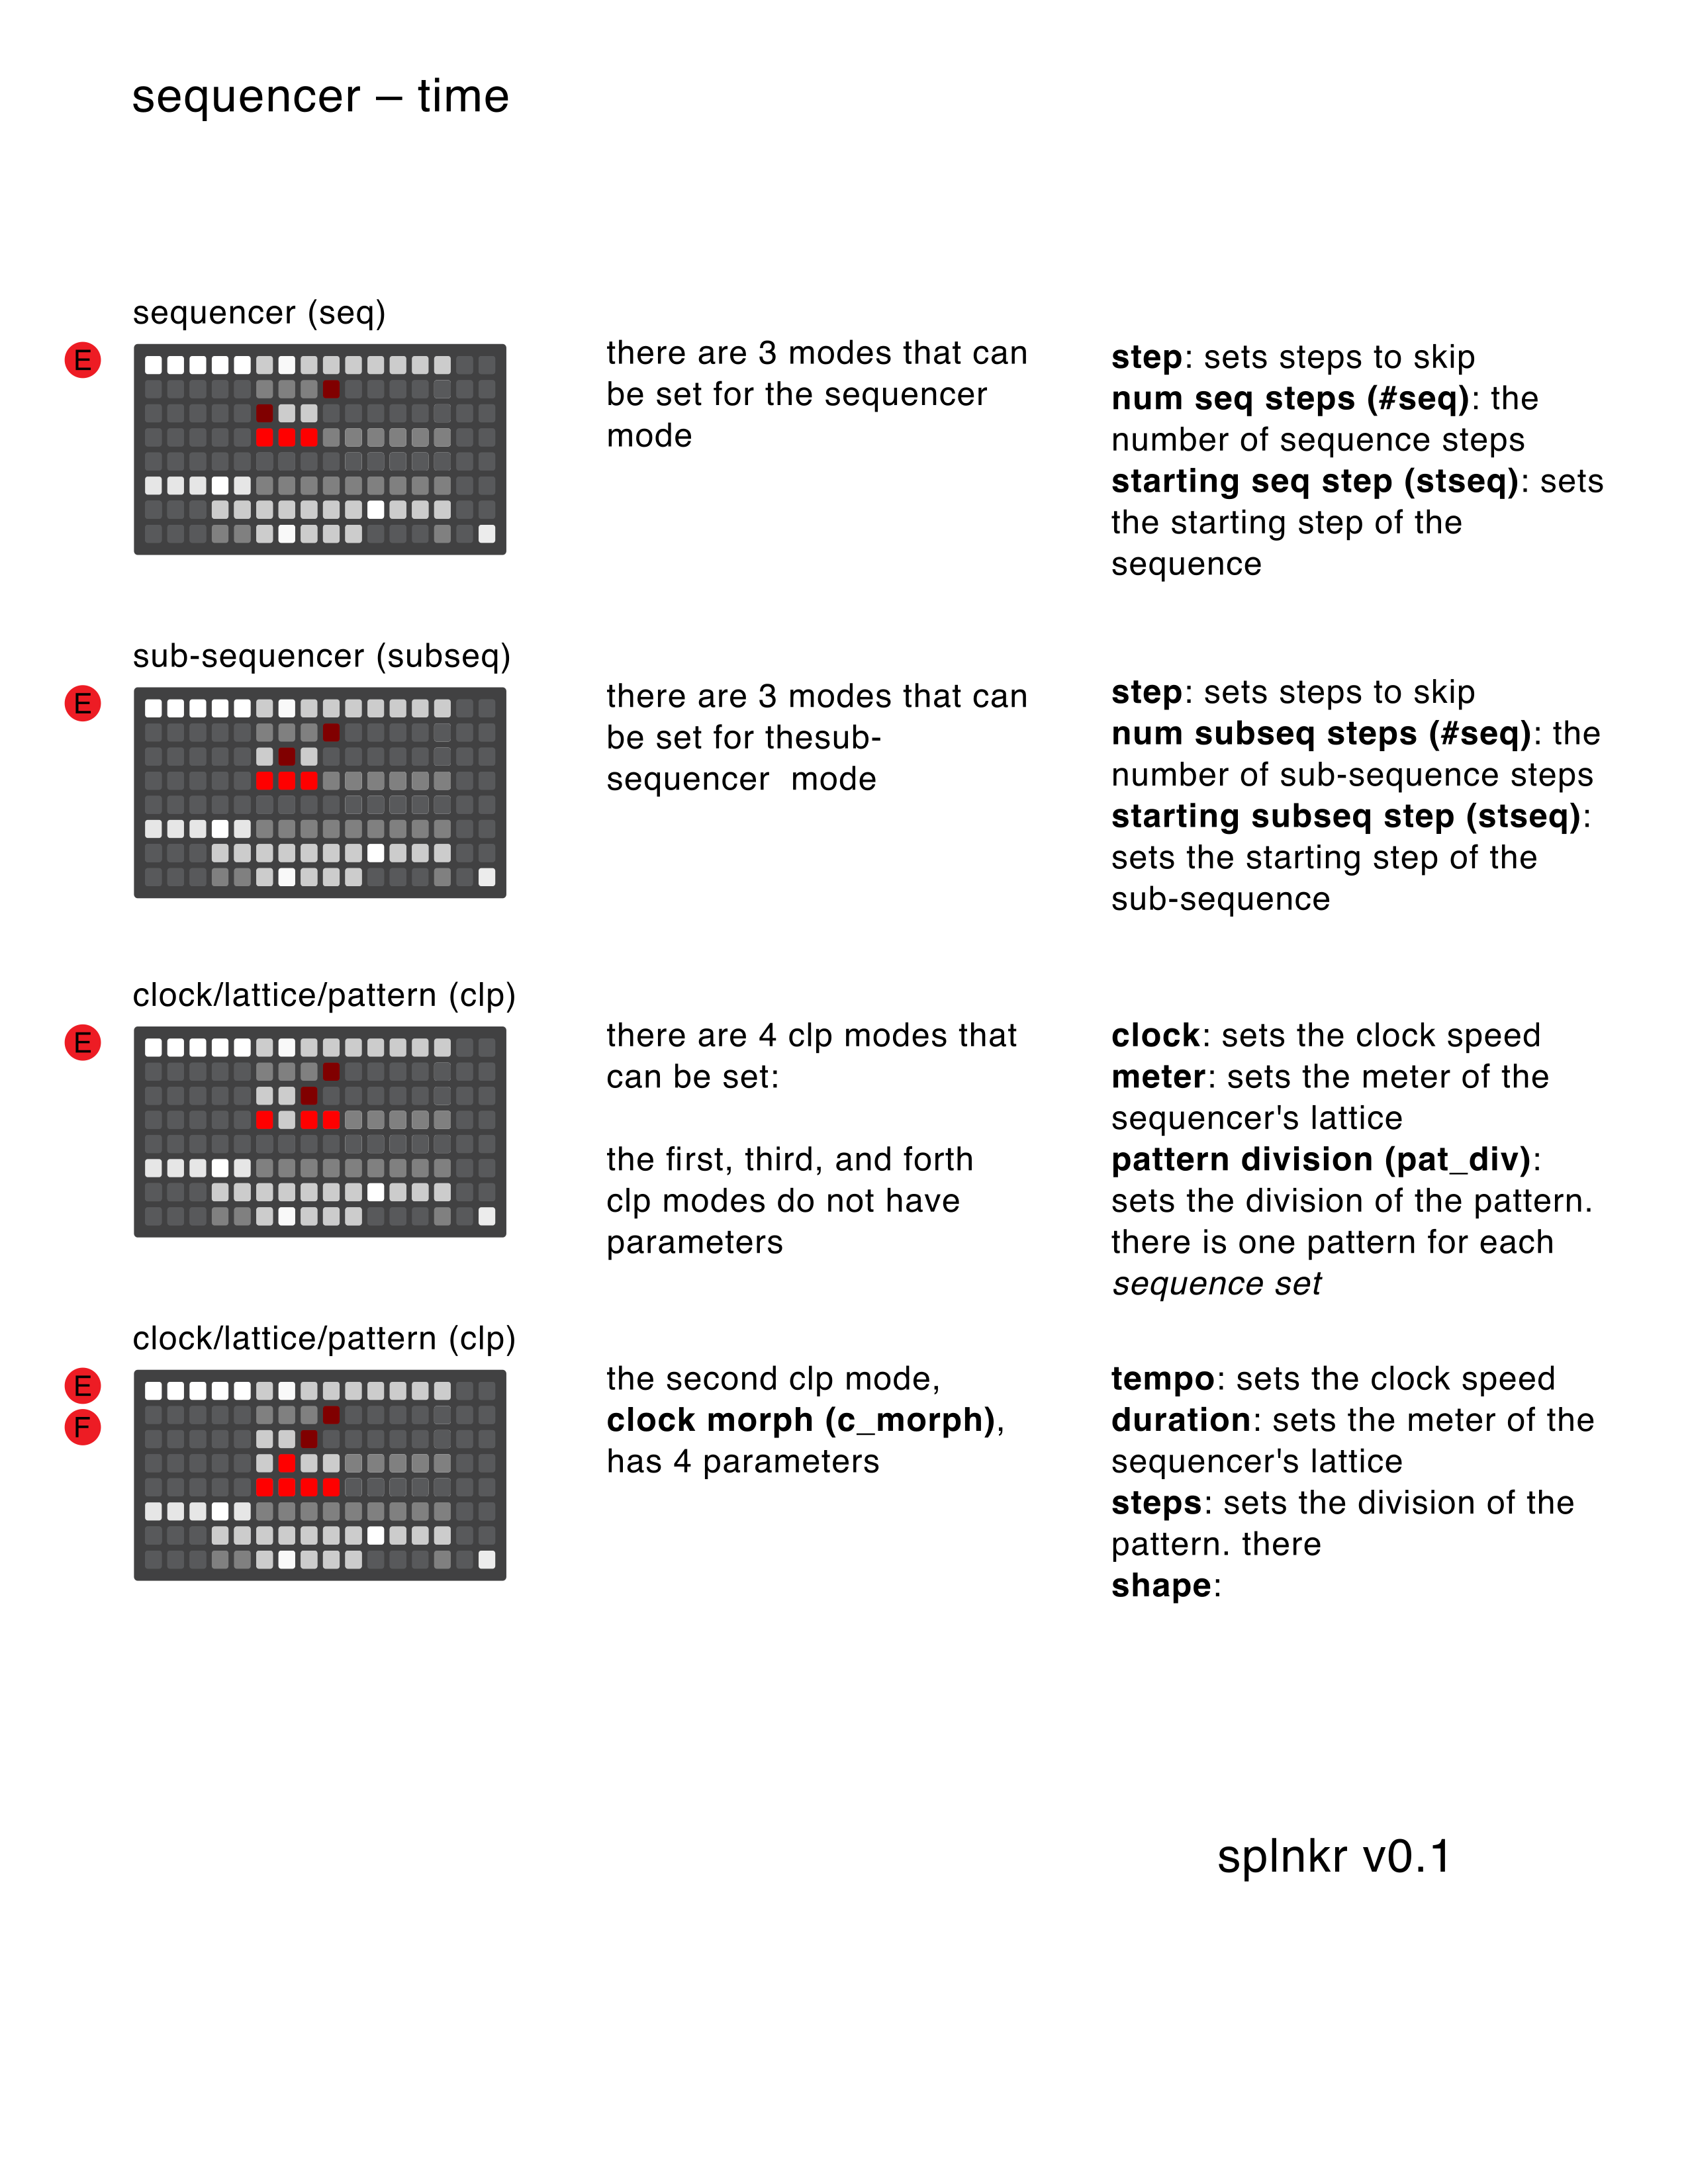 sequencer – time
sequencer (seq)
E
there are 3 modes that can
be set for the sequencer
mode
step: sets steps to skip
num seq steps (#seq): the
number of sequence steps
starting seq step (stseq): sets
the starting step of the
sequence
sub-sequencer (subseq)
E
there are 3 modes that can
be set for thesub-
sequencer  mode
step: sets steps to skip
num subseq steps (#seq): the
number of sub-sequence steps
starting subseq step (stseq):
sets the starting step of the
sub-sequence
clock/lattice/pattern (clp)
E
there are 4 clp modes that
can be set:
the first, third, and forth
clp modes do not have
parameters
clock: sets the clock speed
meter: sets the meter of the
sequencer's lattice
pattern division (pat_div):
sets the division of the pattern.
there is one pattern for each
sequence set
clock/lattice/pattern (clp)
E
F
the second clp mode,
clock morph (c_morph),
has 4 parameters
tempo: sets the clock speed
duration: sets the meter of the
sequencer's lattice
steps: sets the division of the
pattern. there
shape:
splnkr v0.1